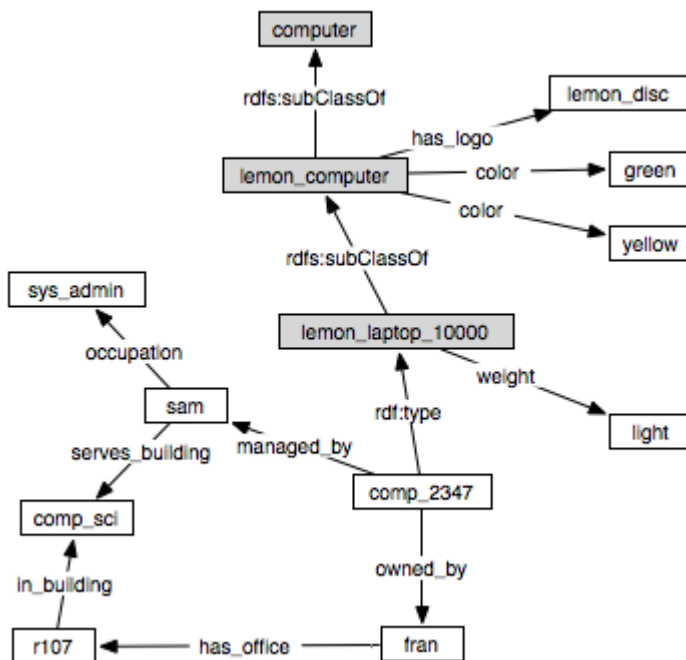 computer
rdfs:subClassOf
lemon_disc
has_logo
lemon_computer
color
green
color
yellow
rdfs:subClassOf
sys_admin
lemon_laptop_10000
occupation
weight
rdf:type
sam
light
serves_building
managed_by
comp_2347
comp_sci
owned_by
in_building
r107
has_office
fran